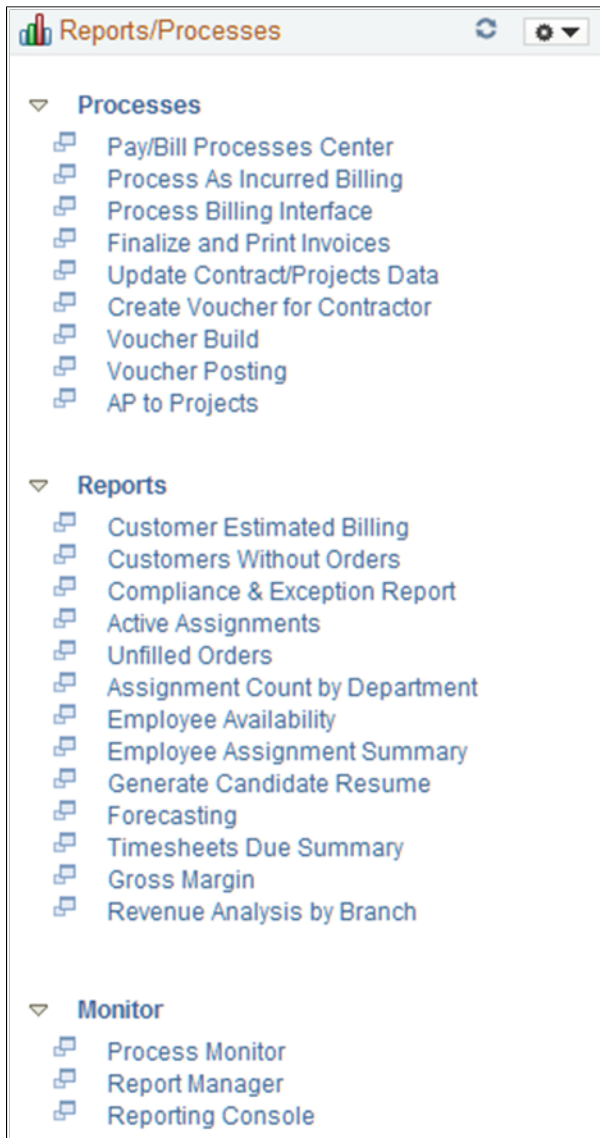 Reports/Processes
Processes
Pay/Bill Processes Center
Process As Incurred Billing
Process Billing Interface
Finalize and Print Invoices
Update Contract/Projects Data
Create Voucher for Contractor
Voucher Build
Voucher Posting
AP to Projects
Reports
Customer Estimated Billing
Customers Without Orders
Compliance & Exception Report
Active Assignments
Unfilled Orders
Assignment Count by Department
Employee Availability
Employee Assignment Summary
Generate Candidate Resume
Forecasting
Timesheets Due Summary
Gross Margin
Revenue Analysis by Branch
Monitor
Process Monitor
Report Manager
Reporting Console